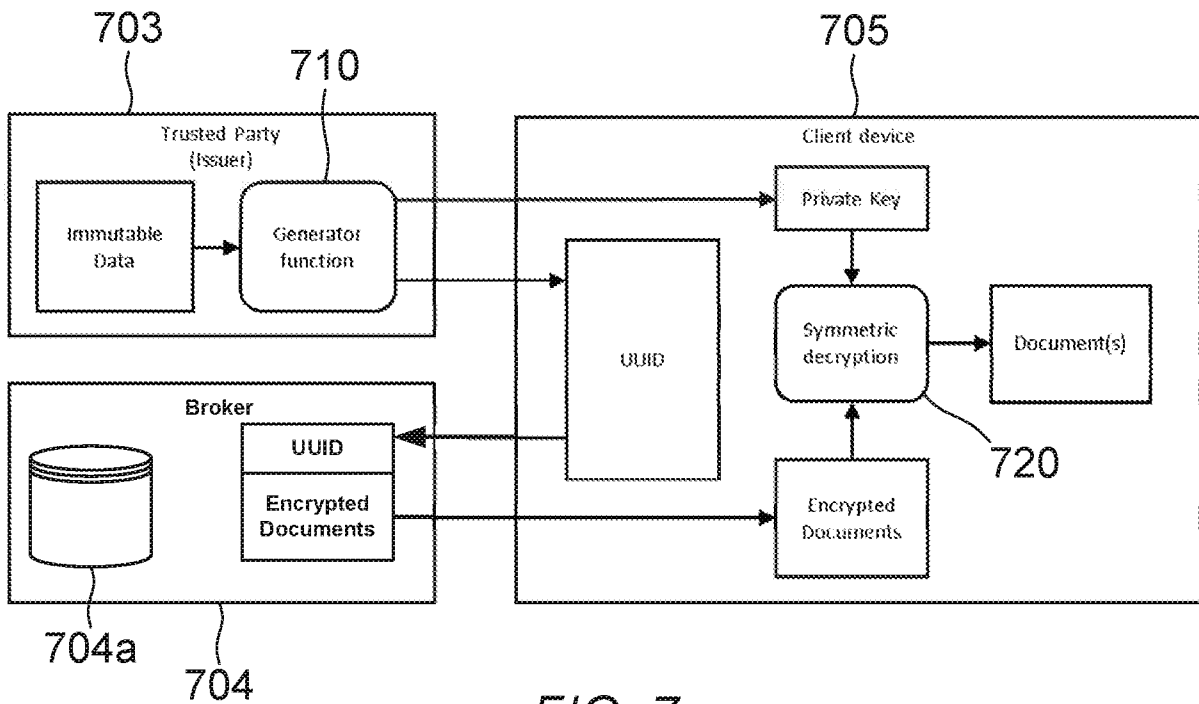 703
710
705
Trusted Party
(Issuer)
Immutable
Data
Generator
function
Client device
Private Key
UUID
Symmetric
decryption
Document(s)
720
Encrypted
Documents
Broker
UUID
Encrypted
Documents
704a
704